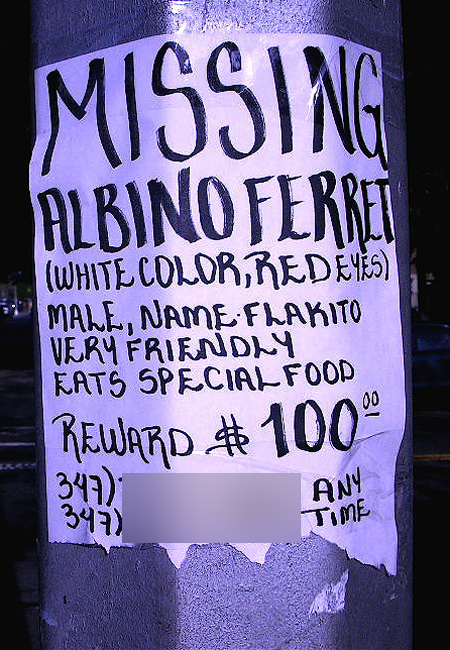 MISSING
ALBINO FERRET
(WHITE COLOR, RED EYES)
MALE, NAME-FLAKITO
VERY FRIENDLY
EATS SPECIAL FOOD
REWARD $ 100.00
347) ANY
347) TIME